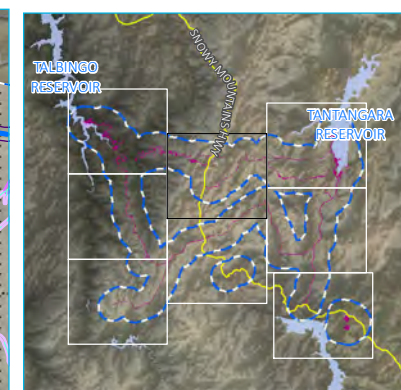 SNOWY MOUNTAINS HWY
TALBINGO
RESERVOIR
TANTANGARA
RESERVOIR